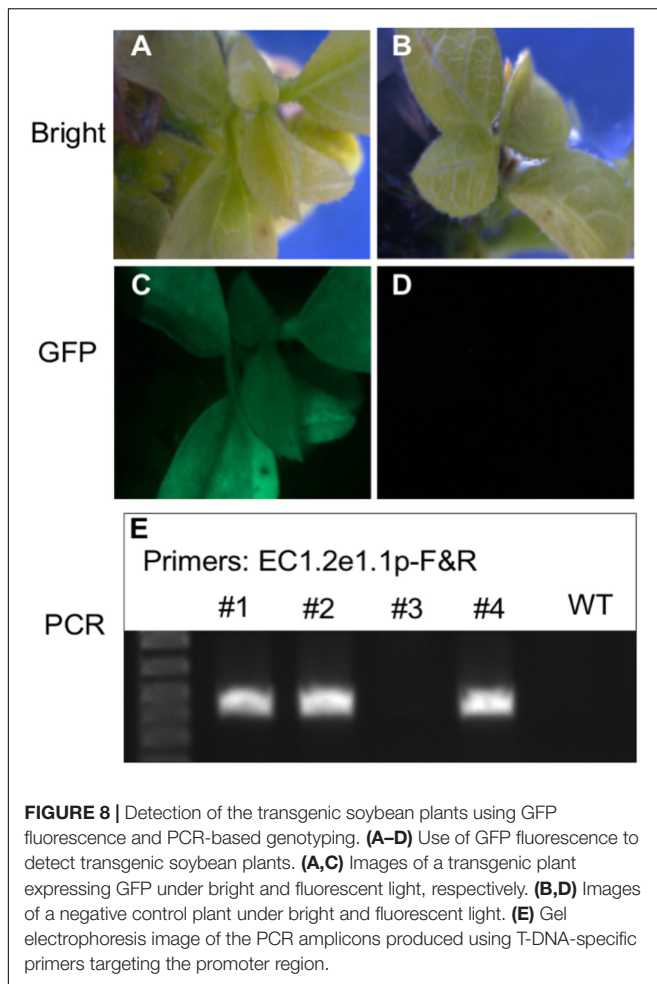 A
B
Bright
C
D
GFP
E
Primers: EC1.2e1.1p-F&R
#1 #2 #3 #4 WT
PCR
FIGURE 8 | Detection of the transgenic soybean plants using GFP
fluorescence and PCR-based genotyping. (A–D) Use of GFP fluorescence to
detect transgenic soybean plants. (A,C) Images of a transgenic plant
expressing GFP under bright and fluorescent light, respectively. (B,D) Images
of a negative control plant under bright and fluorescent light. (E) Gel
electrophoresis image of the PCR amplicons produced using T-DNA-specific
primers targeting the promoter region.